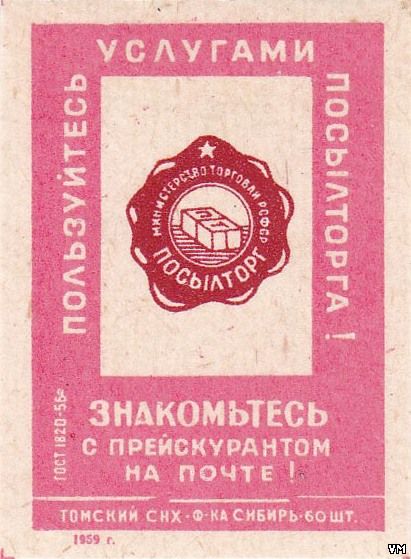 ПОЛЬЗУЙТЕСЬ
УСЛУГАМИ
ПОСЫЛТОРГА !
МИНИСТЕРСТВО ТОРГОВЛИ РСФСР
ПОСЫЛТОРГ
ЗНАКОМЬТЕСЬ
С ПРЕЙСКУРАНТОМ
НА ПОЧТЕ !
ГОСТ 1820-56г
ТОМСКИЙ СНХ-Ф-КА СИБИРЬ-60 ШТ.
1959 г.
VM